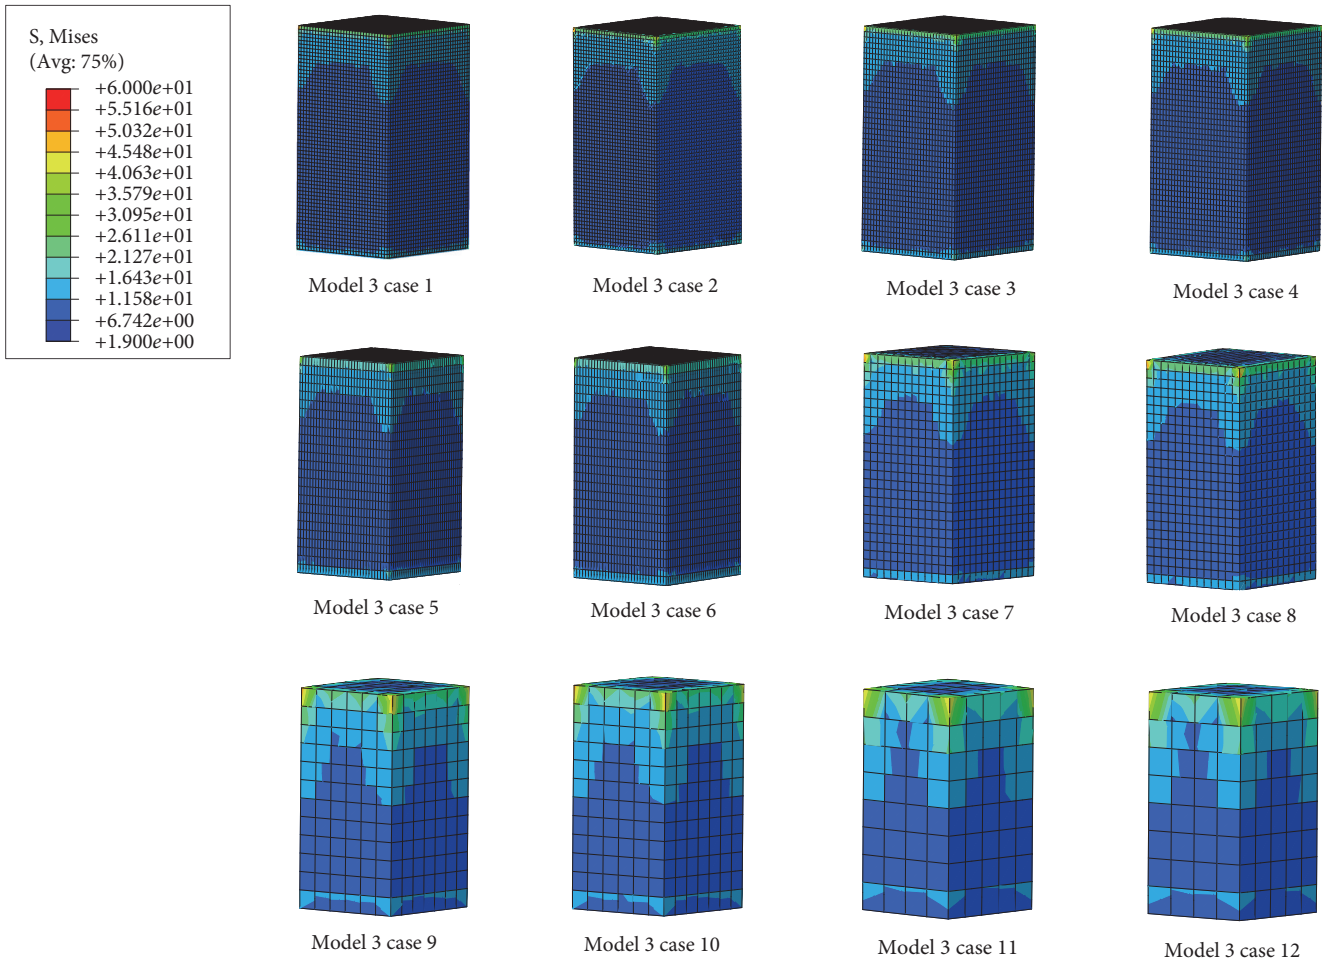 S, Mises
(Avg: 75%)
+6.000e+01
+5.516e+01
+5.032e+01
+4.548e+01
+4.063e+01
+3.579e+01
+3.095e+01
+2.611e+01
+2.127e+01
+1.643e+01
+1.158e+01
+6.742e+00
+1.900e+00
Model 3 case 1
Model 3 case 2
Model 3 case 3
Model 3 case 4
Model 3 case 5
Model 3 case 6
Model 3 case 7
Model 3 case 8
Model 3 case 9
Model 3 case 10
Model 3 case 11
Model 3 case 12